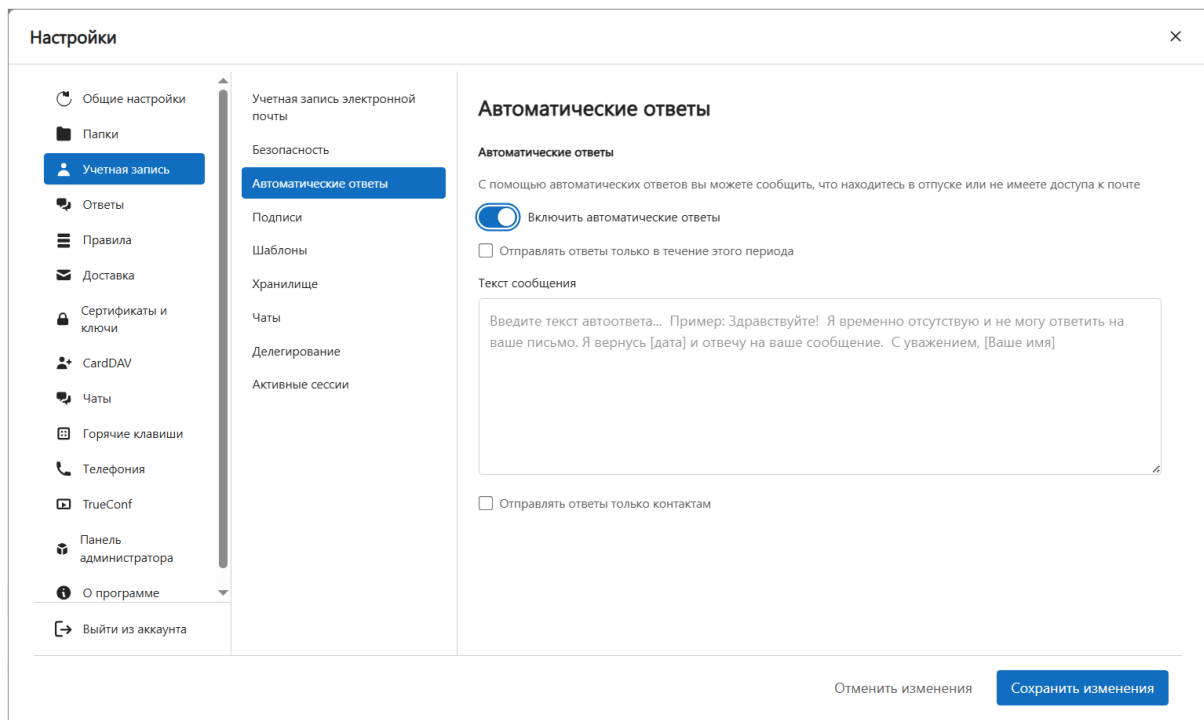 Настройки
Общие настройки
Папки
Учетная запись
Ответы
Правила
Доставка
Сертификаты и
ключи
CardDAV
Чаты
Горячие клавиши
Телефония
TrueConf
Панель
администратора
О программе
Выйти из аккаунта
Учетная запись электронной
почты
Безопасность
Автоматические ответы
Подписи
Шаблоны
Хранилище
Чаты
Делегирование
Активные сессии
Автоматические ответы
Автоматические ответы
С помощью автоматических ответов вы можете сообщить, что находитесь в отпуске или не имеете доступа к почте
Включить автоматические ответы
Отправлять ответы только в течение этого периода
Текст сообщения
Введите текст автоответа... Пример: Здравствуйте! Я временно отсутствую и не могу ответить на
ваше письмо. Я вернусь [дата] и отвечу на ваше сообщение. С уважением, [Ваше имя]
Отправлять ответы только контактам
Отменить изменения
Сохранить изменения